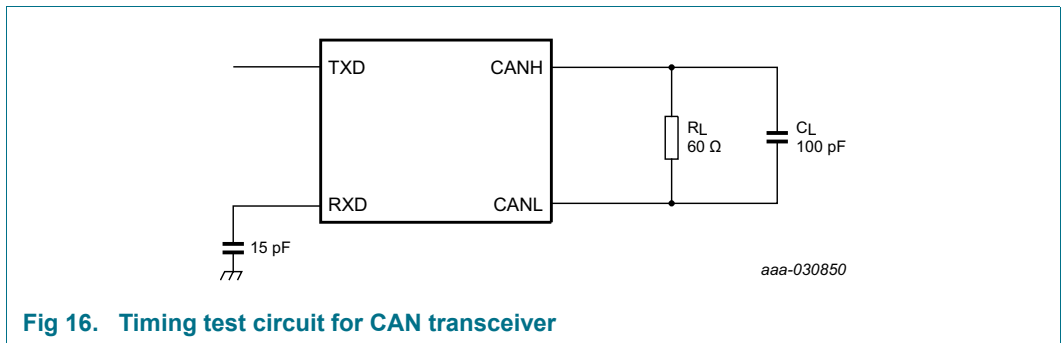 TXD
CANH
RL
60 Ω
CL
100 pF
RXD
CANL
15 pF
aaa-030850
Fig 16. Timing test circuit for CAN transceiver